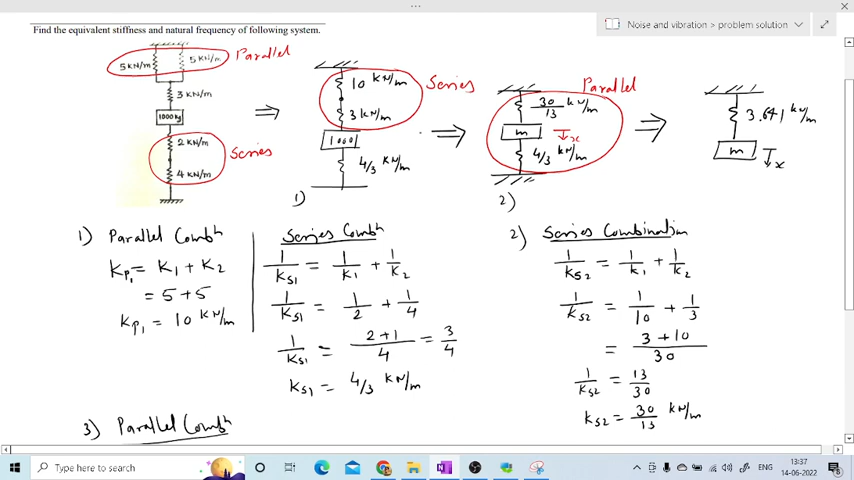 Find the equivalent stiffness and natural frequency of following system.
Noise and vibration > problem solution
5 KN/m
5 KN/m
Parallel
3 KN/m
1000 kg
2 KN/m
Series
4 KN/m
⇒
10 KN/m
Series
3 KN/m
1000
4/3 KN/m
1)
⇒
Parallel
30/13 KN/m
m
x
4/3 KN/m
2)
⇒
3.641 KN/m
m
x
1) Parallel Combn
Kp₁ = K₁ + K₂
= 5+5
Kp₁ = 10 KN/m
Series Combn
1/Ks₁ = 1/K₁ + 1/K₂
1/Ks₁ = 1/2 + 1/4
1/Ks₁ = (2+1)/4 = 3/4
Ks₁ = 4/3 KN/m
2) Series Combination
1/Ks₂ = 1/K₁ + 1/K₂
1/Ks₂ = 1/10 + 1/3
= (3+10)/30
1/Ks₂ = 13/30
Ks₂ = 30/13 KN/m
3) Parallel Combn
Type here to search
ENG
13:37
14-06-2022